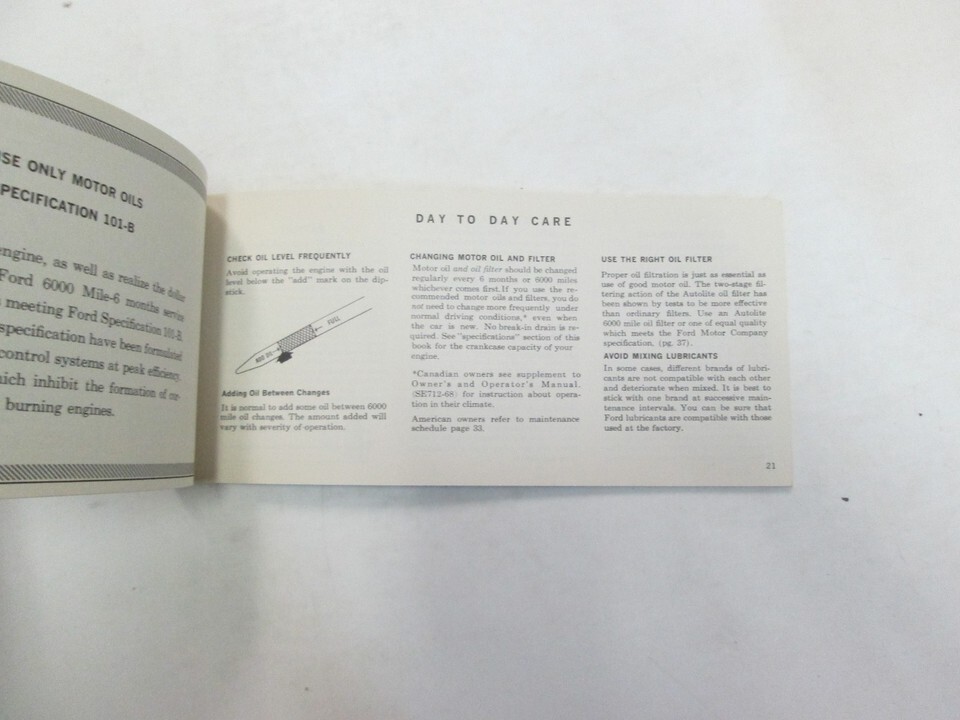 SE ONLY MOTOR OILS
PECIFICATION 101-B
engine, as well as realize the dollar
Ford 6000 Mile-6 months service
meeting Ford Specification 101-B.
specification have been formulated
control systems at peak efficiency.
which inhibit the formation of
burning engines.
DAY TO DAY CARE
CHECK OIL LEVEL FREQUENTLY
Avoid operating the engine with the oil
level below the "add" mark on the dip-
stick.
FULL
ADD
Adding Oil Between Changes
It is normal to add some oil between 6000
mile oil changes. The amount added will
vary with severity of operation.
CHANGING MOTOR OIL AND FILTER
Motor oil and oil filter should be changed
regularly every 6 months or 6000 miles
whichever comes first. If you use the re-
commended motor oils and filters, you do
not need to change more frequently under
normal driving conditions,* even when
the car is new. No break-in drain is re-
quired. See "specifications" section of this
book for the crankcase capacity of your
engine.
*Canadian owners see supplement to
Owner's and Operator's Manual.
(SE712-68) for instruction about opera-
tion in their climate.
American owners refer to maintenance
schedule page 33.
USE THE RIGHT OIL FILTER
Proper oil filtration is just as essential as
use of good motor oil. The two-stage fil-
tering action of the Autolite oil filter has
been shown by tests to be more effective
than ordinary filters. Use an Autolite
6000 mile oil filter or one of equal quality
which meets the Ford Motor Company
specification, (pg. 37).
AVOID MIXING LUBRICANTS
In some cases, different brands of lubri-
cants are not compatible with each other
and deteriorate when mixed. It is best to
stick with one brand at successive main-
tenance intervals. You can be sure that
Ford lubricants are compatible with those
used at the factory.
21